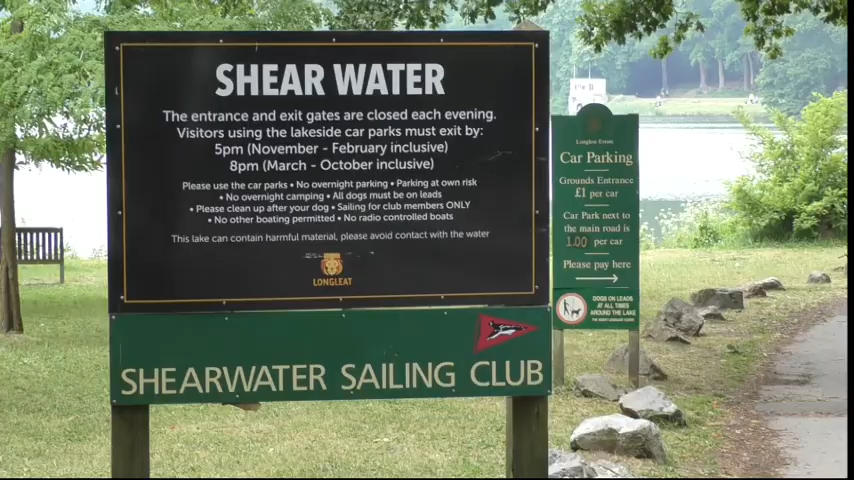 SHEAR WATER
The entrance and exit gates are closed each evening.
Visitors using the lakeside car parks must exit by:
5pm (November - February inclusive)
8pm (March - October inclusive)
Please use the car parks • No overnight parking • Parking at own risk
• No overnight camping • All dogs must be on leads
• Please clean up after your dog • Sailing for club members ONLY
• No other boating permitted • No radio controlled boats
This lake can contain harmful material, please avoid contact with the water
LONGLEAT
SHEARWATER SAILING CLUB
Longleat Estate
Car Parking
Grounds Entrance
£1 per car
Car Park next to
the main road is
1.00 per car
Please pay here
DOGS ON LEADS
AT ALL TIMES
AROUND THE LAKE